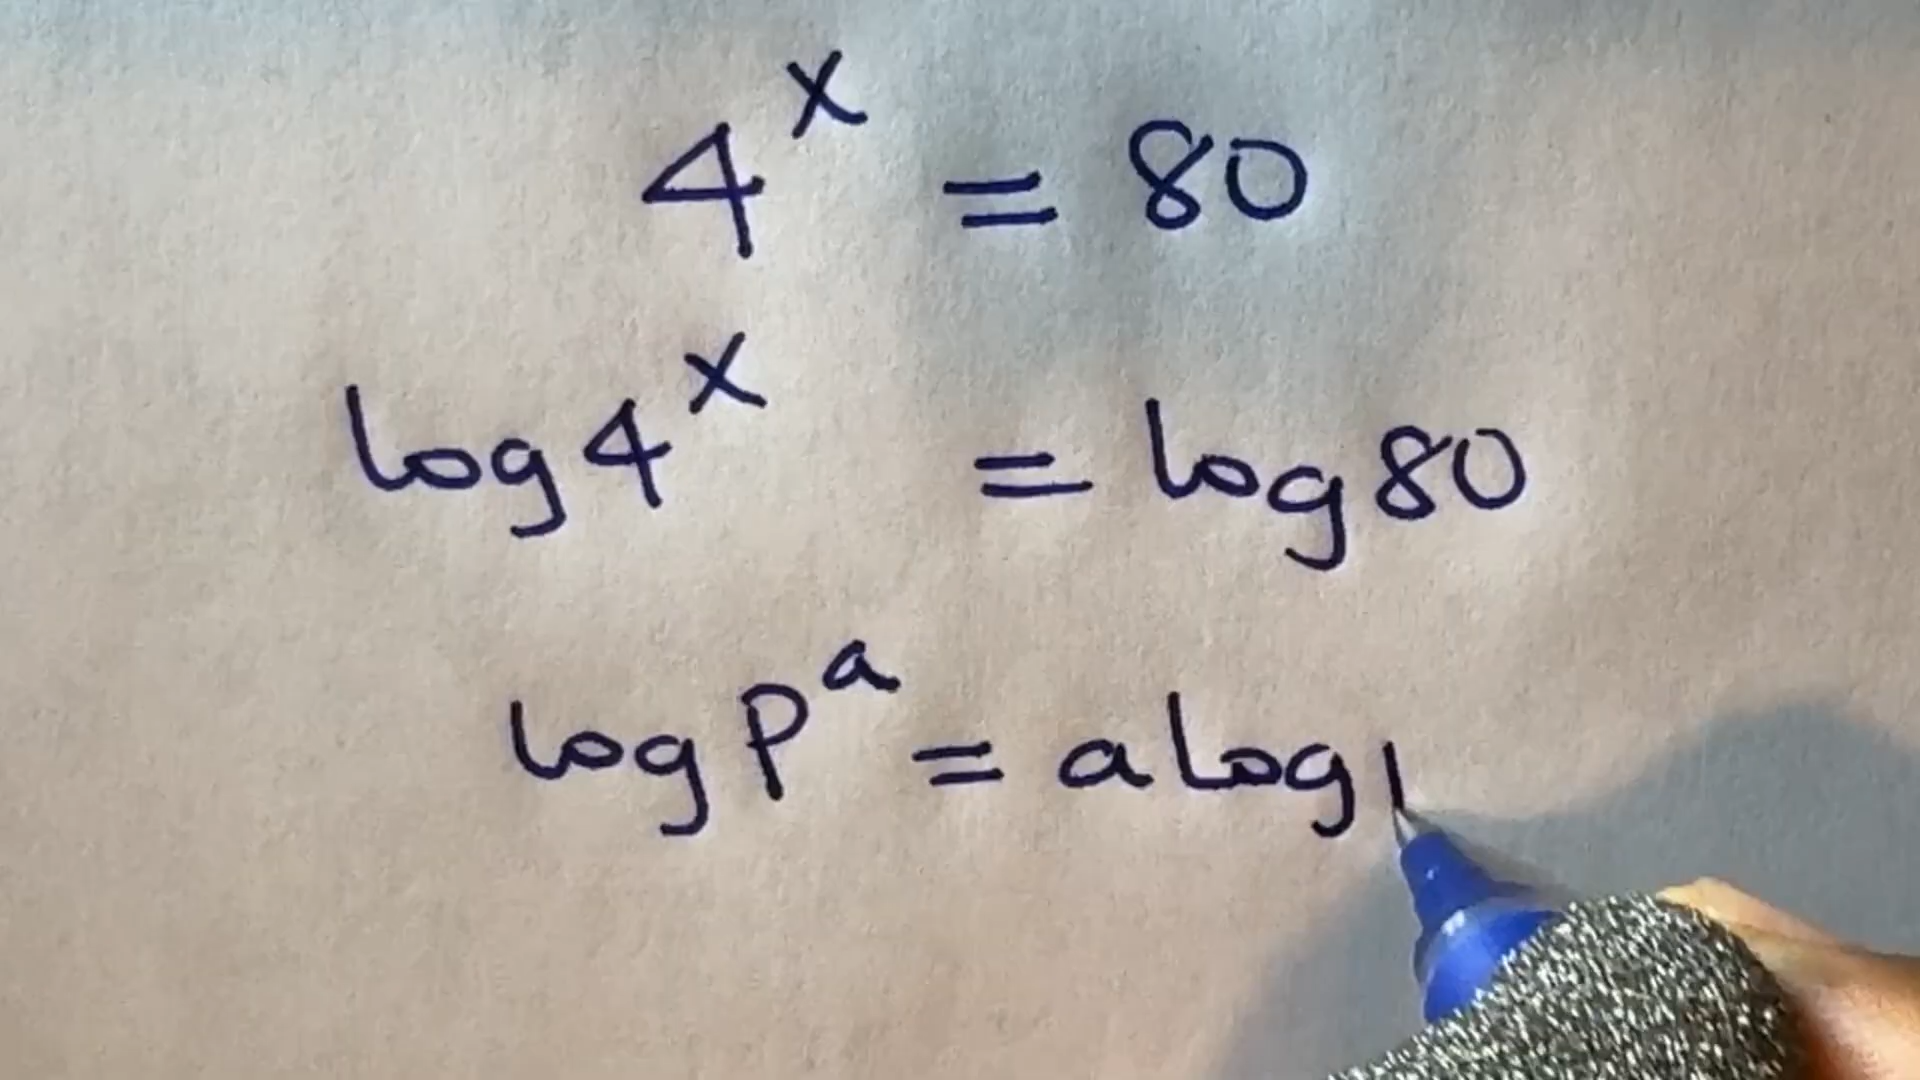 4^x = 80
log 4^x = log 80
log P^a = a log